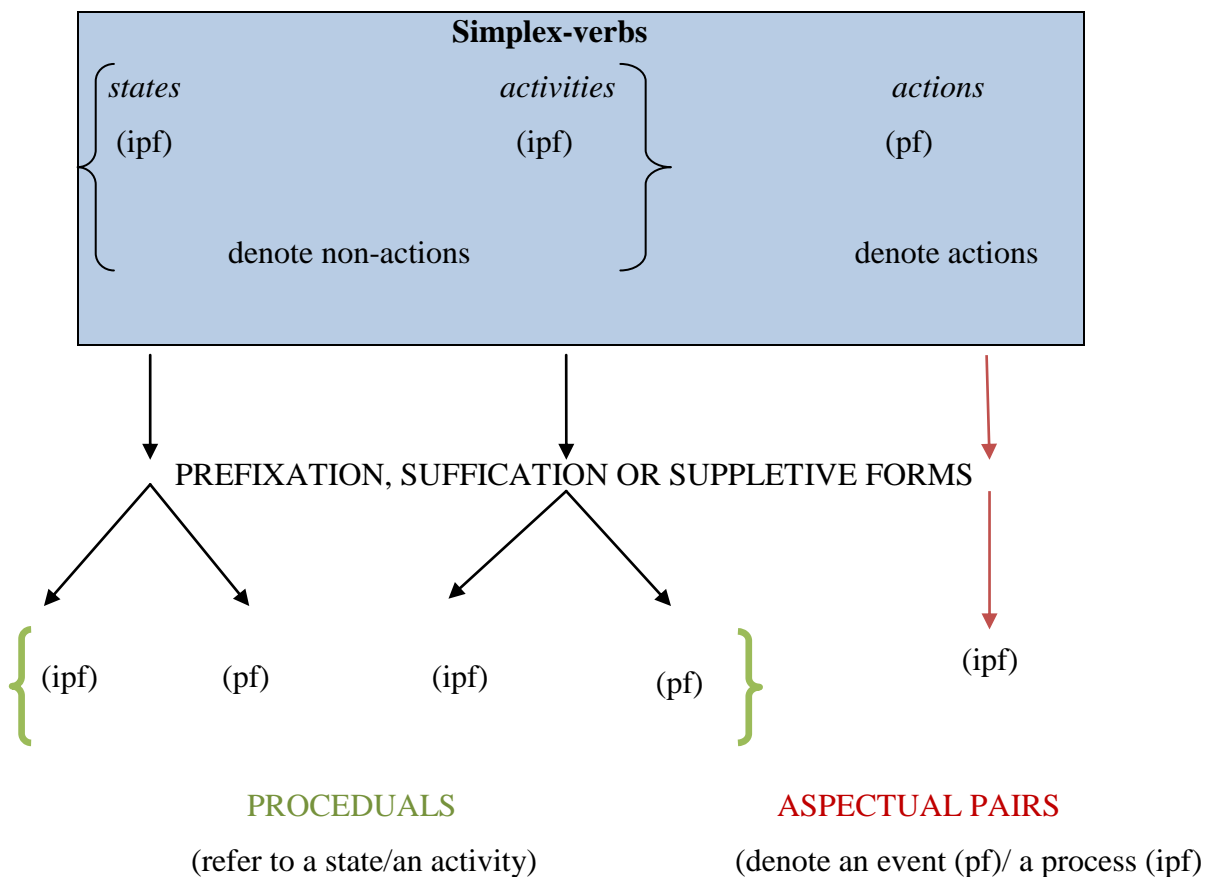 Simplex-verbs
states activities actions
(ipf) (ipf) (pf)
denote non-actions denote actions
PREFIXATION, SUFFICATION OR SUPPLETIVE FORMS
(ipf) (pf) (ipf) (pf) (ipf)
PROCEDUALS ASPECTUAL PAIRS
(refer to a state/an activity) (denote an event (pf)/ a process (ipf)